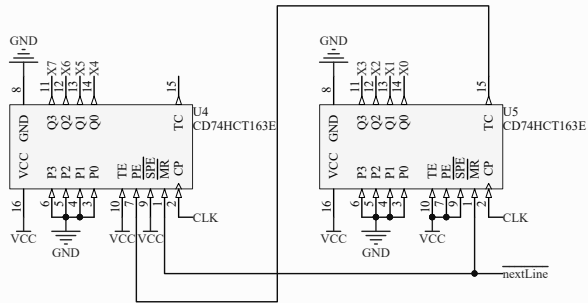 GND
8
X7
X6
X5
X4
11
12
13
14
15
U4
CD74HCT163E
GND
Q3
Q2
Q1
Q0
TC
VCC
P3
P2
P1
P0
TE
PE
SPE
MR
CP
16
6
5
4
3
10
7
9
1
2
VCC
GND
VCC
VCC
CLK
GND
8
X3
X2
X1
X0
11
12
13
14
15
U5
CD74HCT163E
GND
Q3
Q2
Q1
Q0
TC
VCC
P3
P2
P1
P0
TE
PE
SPE
MR
CP
16
6
5
4
3
10
7
9
1
2
VCC
GND
VCC
CLK
nextLine